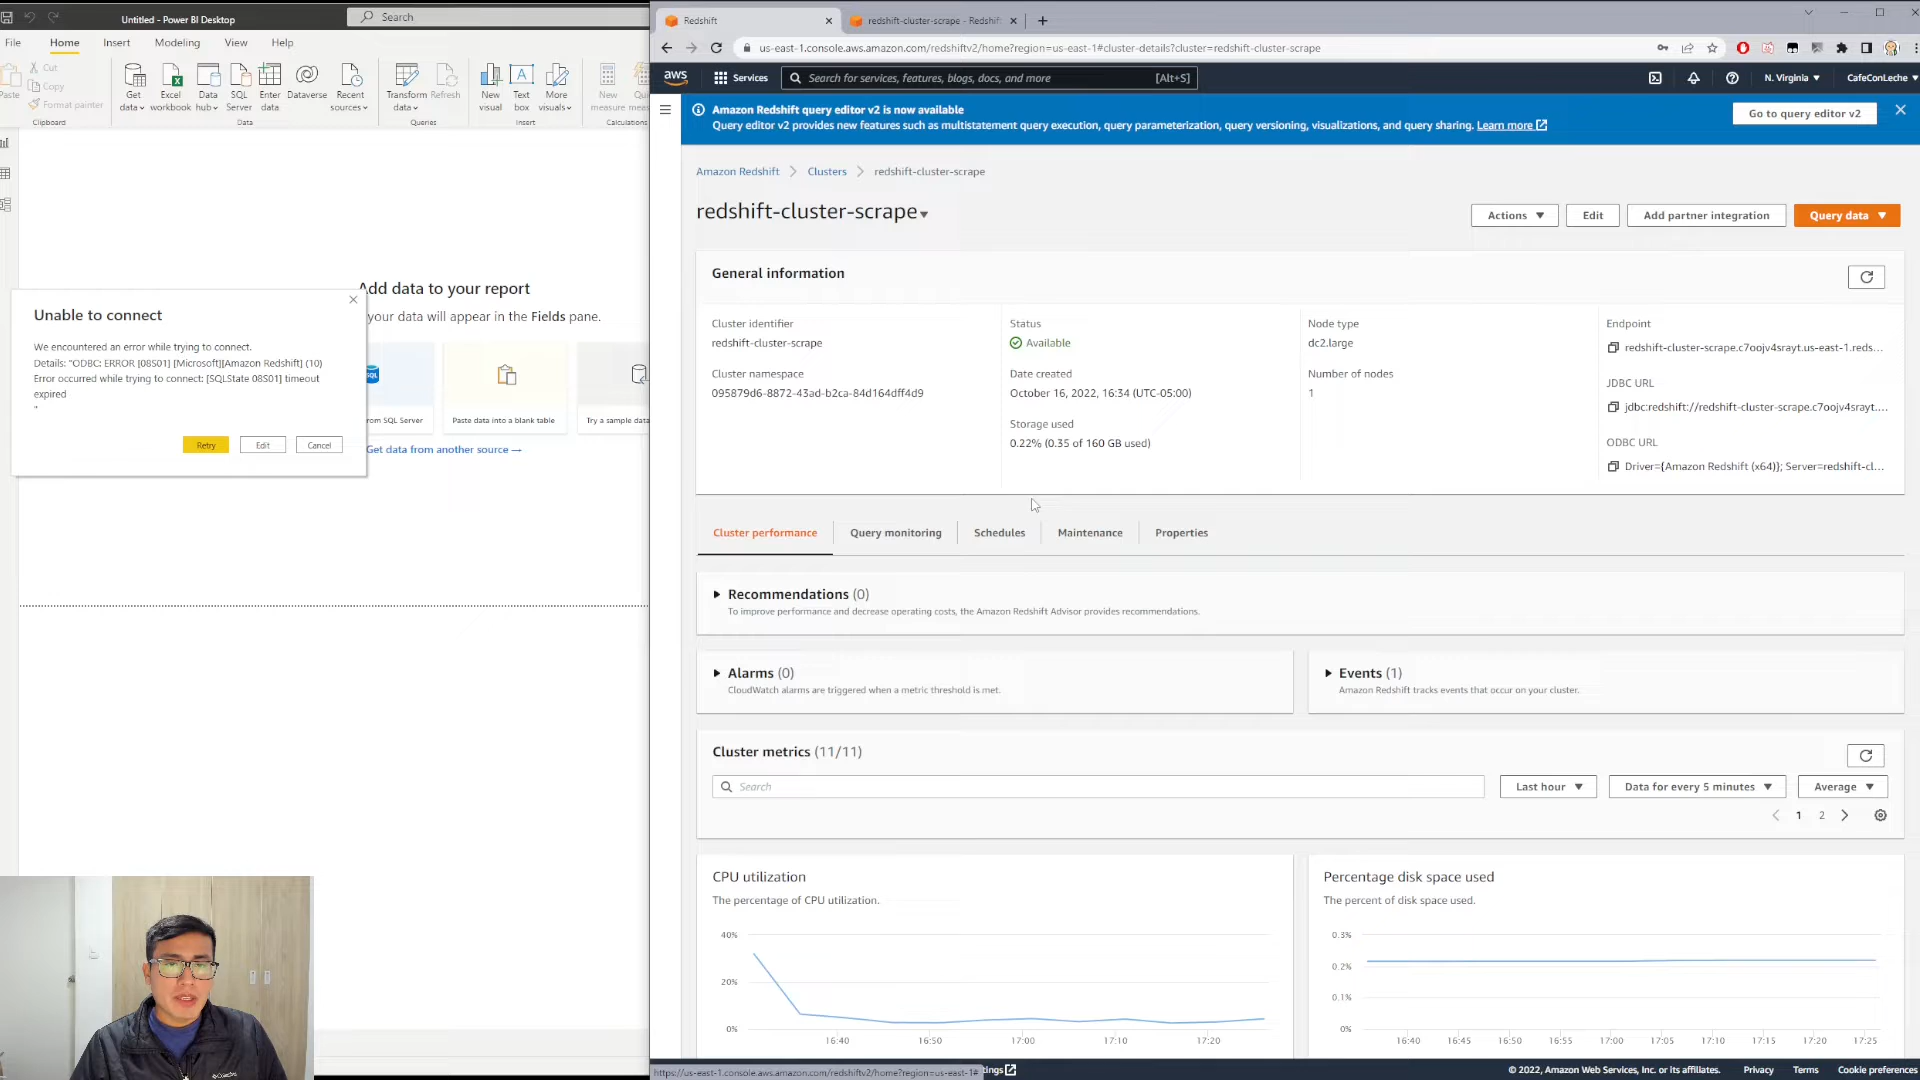 Untitled - Power BI Desktop
Search
File
Home
Insert
Modeling
View
Help
Paste
Cut
Copy
Format painter
Clipboard
Get data
Excel workbook
Data hub
SQL Server
Enter data
Dataverse
Recent sources
Data
Transform data
Refresh
Queries
New visual
Text box
More visuals
Insert
New measure
Calculations
Add data to your report
your data will appear in the Fields pane.
rom SQL Server
Paste data into a blank table
Try a sample data
Get data from another source →
Unable to connect
We encountered an error while trying to connect.
Details: "ODBC: ERROR [08S01] [Microsoft][Amazon Redshift] (10)
Error occurred while trying to connect: [SQLState 08S01] timeout
expired
"
Retry
Edit
Cancel
Redshift
redshift-cluster-scrape - Redshif
us-east-1.console.aws.amazon.com/redshiftv2/home?region=us-east-1#cluster-details?cluster=redshift-cluster-scrape
aws
Services
Search for services, features, blogs, docs, and more
[Alt+S]
N. Virginia
CafeConLeche
Amazon Redshift query editor v2 is now available
Query editor v2 provides new features such as multistatement query execution, query parameterization, query versioning, visualizations, and query sharing. Learn more
Go to query editor v2
Amazon Redshift
Clusters
redshift-cluster-scrape
redshift-cluster-scrape
Actions
Edit
Add partner integration
Query data
General information
Cluster identifier
redshift-cluster-scrape
Cluster namespace
095879d6-8872-43ad-b2ca-84d164dff4d9
Status
Available
Date created
October 16, 2022, 16:34 (UTC-05:00)
Storage used
0.22% (0.35 of 160 GB used)
Node type
dc2.large
Number of nodes
1
Endpoint
redshift-cluster-scrape.c7oojv4srayt.us-east-1.reds...
JDBC URL
jdbc:redshift://redshift-cluster-scrape.c7oojv4srayt....
ODBC URL
Driver={Amazon Redshift (x64)}; Server=redshift-cl...
Cluster performance
Query monitoring
Schedules
Maintenance
Properties
Recommendations (0)
To improve performance and decrease operating costs, the Amazon Redshift Advisor provides recommendations.
Alarms (0)
CloudWatch alarms are triggered when a metric threshold is met.
Events (1)
Amazon Redshift tracks events that occur on your cluster.
Cluster metrics (11/11)
Search
Last hour
Data for every 5 minutes
Average
1
2
CPU utilization
The percentage of CPU utilization.
40%
20%
0%
16:40
16:50
17:00
17:10
17:20
Percentage disk space used
The percent of disk space used.
0.3%
0.2%
0.1%
0%
16:40
16:45
16:50
16:55
17:00
17:05
17:10
17:15
17:20
17:25
https://us-east-1.console.aws.amazon.com/redshiftv2/home?region=us-east-1#
© 2022, Amazon Web Services, Inc. or its affiliates.
Privacy
Terms
Cookie preferences